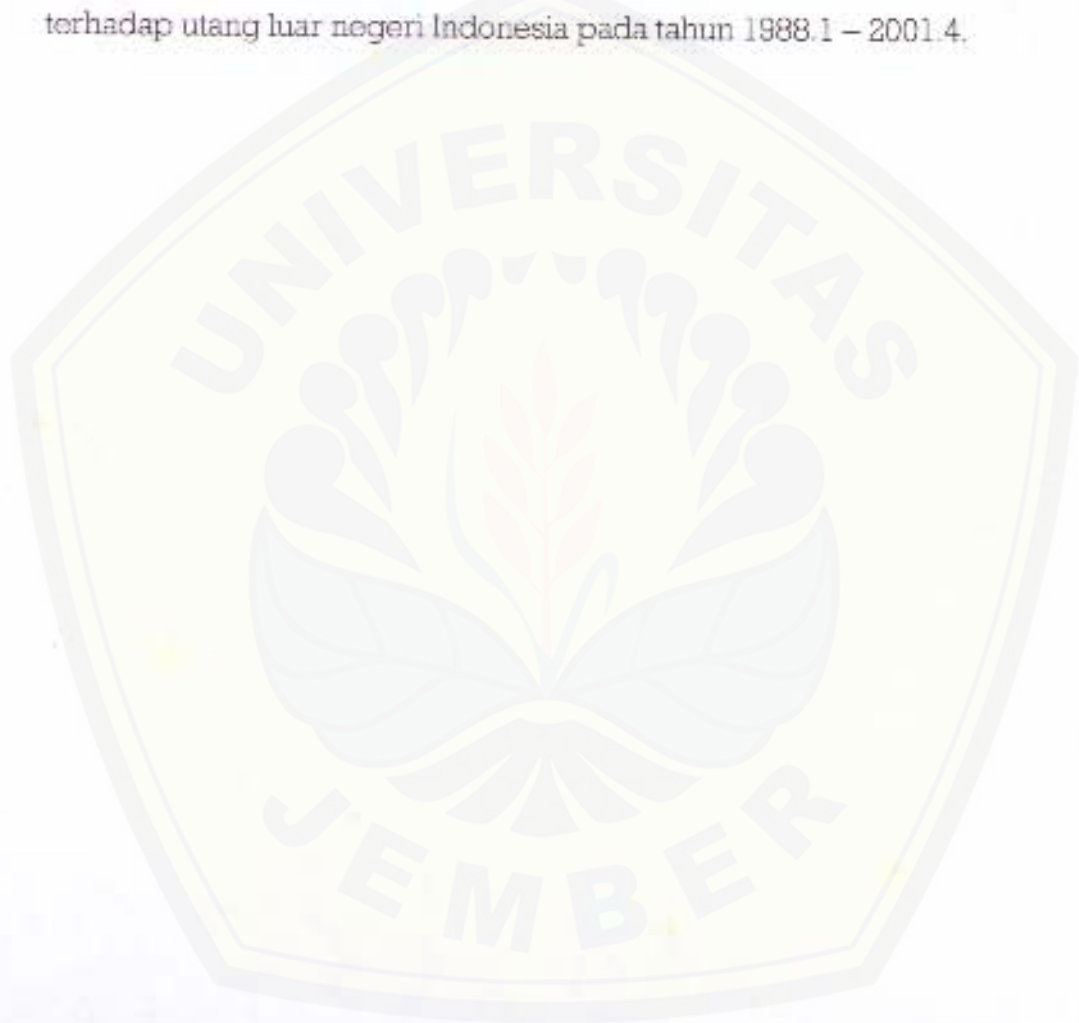 terhadap utang luar negeri Indonesia pada tahun 1988.1 – 2001.4.
UNIVERSITAS
JEMBER